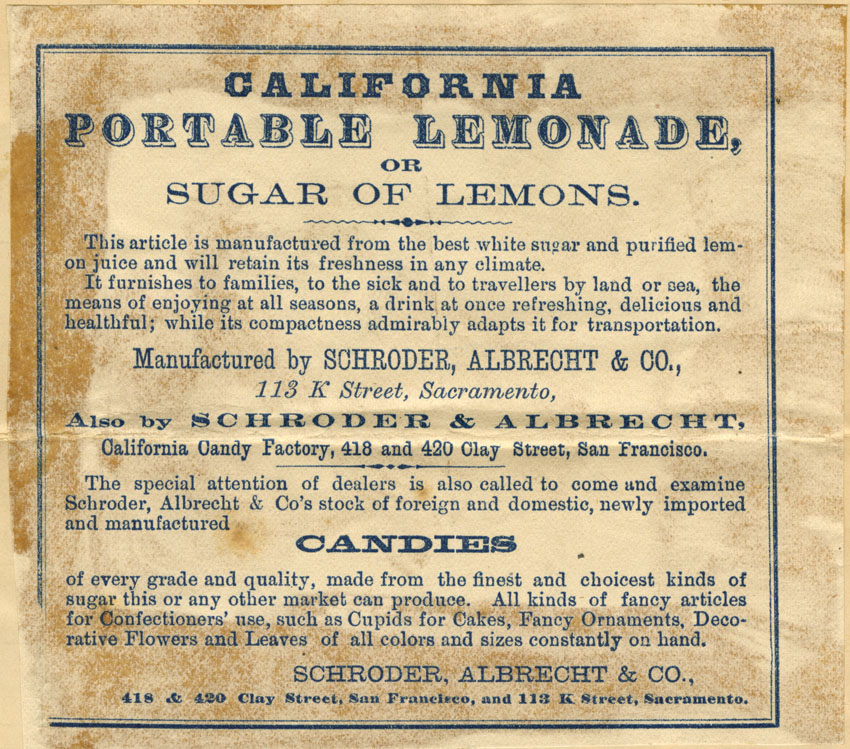 CALIFORNIA
PORTABLE LEMONADE,
OR
SUGAR OF LEMONS.
This article is manufactured from the best white sugar and purified lem-
on juice and will retain its freshness in any climate.
It furnishes to families, to the sick and to travellers by land or sea, the
means of enjoying at all seasons, a drink at once refreshing, delicious and
healthful; while its compactness admirably adapts it for transportation.
Manufactured by SCHRODER, ALBRECHT & CO.,
113 K Street, Sacramento,
Also by SCHRODER & ALBRECHT,
California Candy Factory, 418 and 420 Clay Street, San Francisco.
The special attention of dealers is also called to come and examine
Schroder, Albrecht & Co's stock of foreign and domestic, newly imported
and manufactured
CANDIES
of every grade and quality, made from the finest and choicest kinds of
sugar this or any other market can produce. All kinds of fancy articles
for Confectioners' use, such as Cupids for Cakes, Fancy Ornaments, Deco-
rative Flowers and Leaves of all colors and sizes constantly on hand.
SCHRODER, ALBRECHT & CO.,
418 & 420 Clay Street, San Francisco, and 113 K Street, Sacramento.